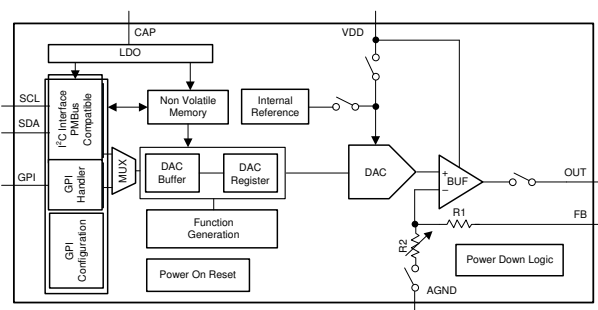 CAP
VDD
LDO
SCL
SDA
GPI
I²C Interface
PMBus
Compatible
Non Volatile
Memory
Internal
Reference
MUX
GPI
Handler
DAC
Buffer
DAC
Register
DAC
+
BUF
−
OUT
FB
R1
R2
AGND
Function
Generation
GPI
Configuration
Power On Reset
Power Down Logic